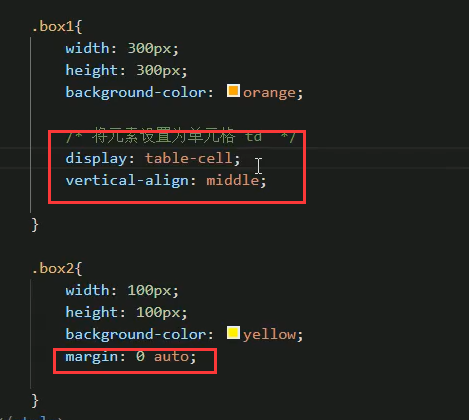 .box1{
width: 300px;
height: 300px;
background-color: orange;
/* 将元素设置为单元格 td */
display: table-cell;
vertical-align: middle;
}
.box2{
width: 100px;
height: 100px;
background-color: yellow;
margin: 0 auto;
}